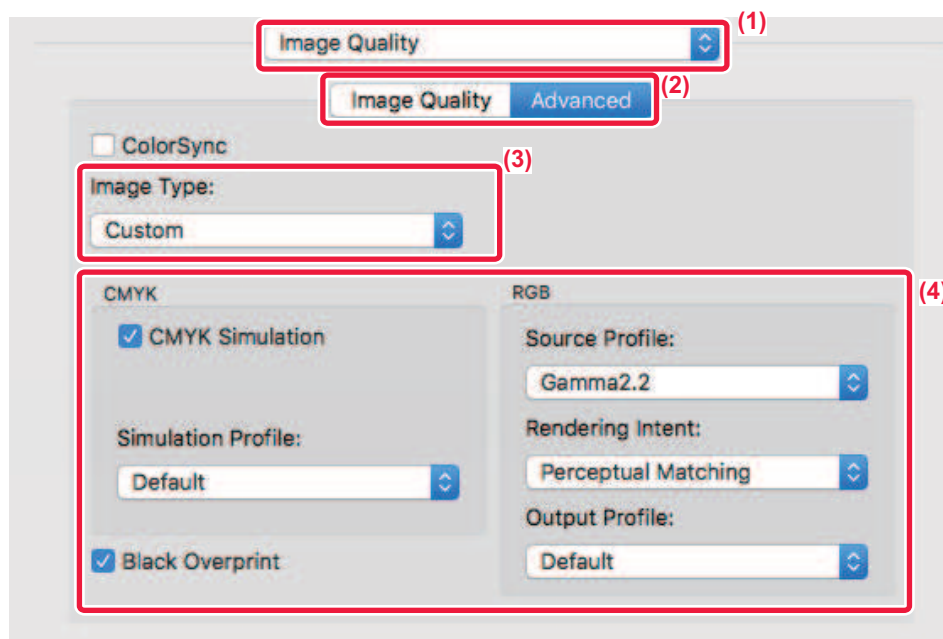 (1)
Image Quality
(2)
Image Quality Advanced
ColorSync
(3)
Image Type:
Custom
(4)
CMYK
CMYK Simulation
Simulation Profile:
Default
Black Overprint
RGB
Source Profile:
Gamma2.2
Rendering Intent:
Perceptual Matching
Output Profile:
Default